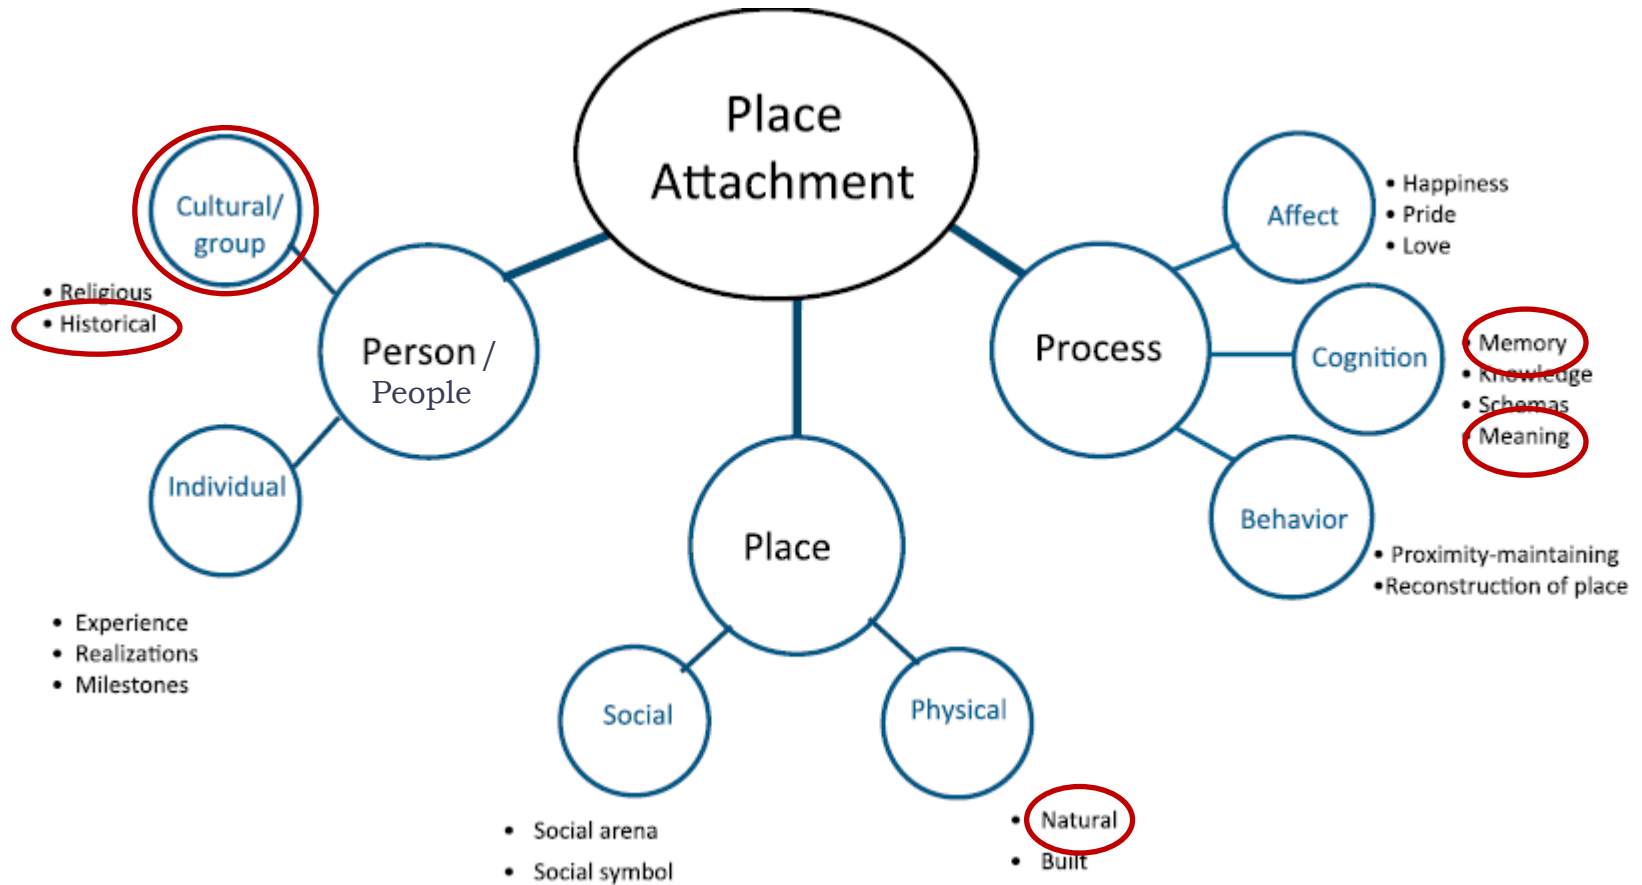 Place
Attachment
Cultural/
group
• Religious
• Historical
Person /
People
Individual
• Experience
• Realizations
• Milestones
Place
Social
• Social arena
• Social symbol
Physical
• Natural
• Built
Process
Affect
• Happiness
• Pride
• Love
Cognition
• Memory
• Knowledge
• Schemas
• Meaning
Behavior
• Proximity-maintaining
•Reconstruction of place